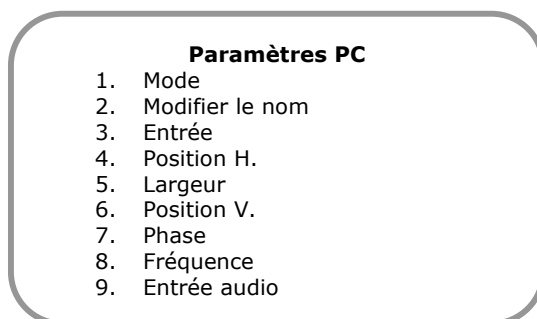 Paramètres PC
1. Mode
2. Modifier le nom
3. Entrée
4. Position H.
5. Largeur
6. Position V.
7. Phase
8. Fréquence
9. Entrée audio